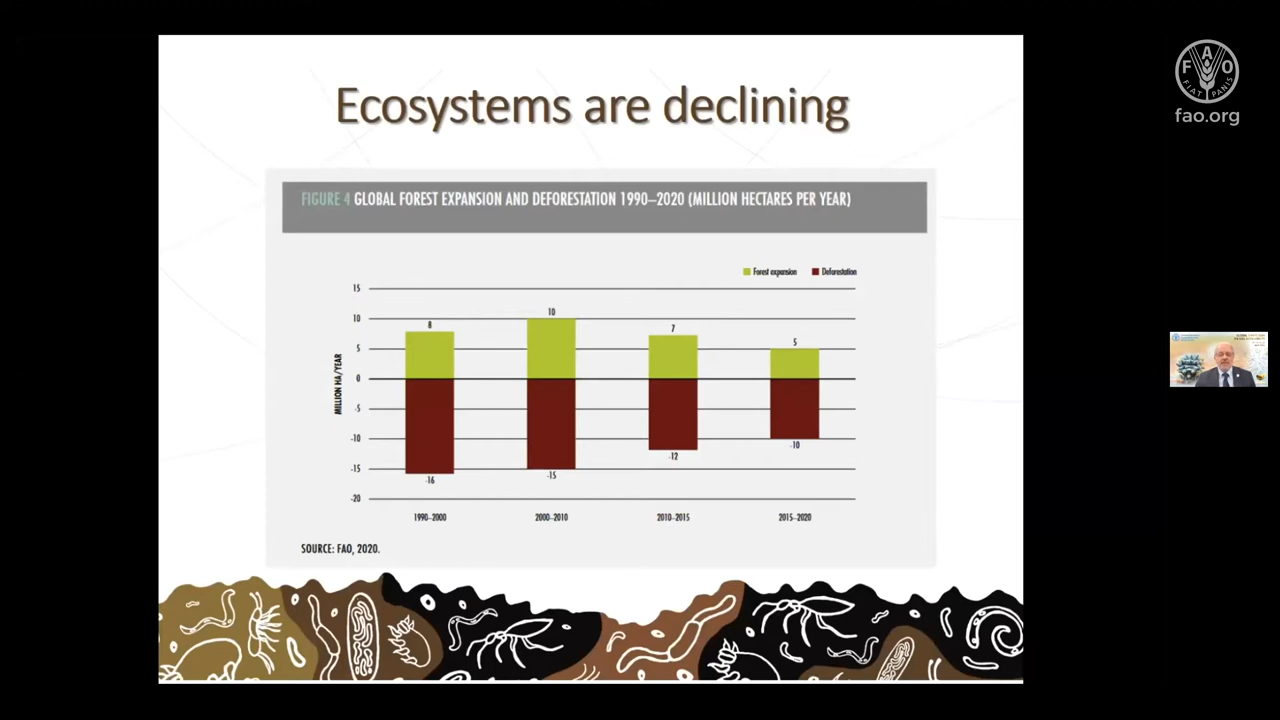 Ecosystems are declining
FIGURE 4 GLOBAL FOREST EXPANSION AND DEFORESTATION 1990–2020 (MILLION HECTARES PER YEAR)
Forest expansion Deforestation
MILLION HA/YEAR
15
10
5
0
-5
-10
-15
-20
8
10
7
5
-16
-15
-12
-10
1990–2000 2000–2010 2010–2015 2015–2020
SOURCE: FAO, 2020.
F A O
FIAT PANIS
fao.org